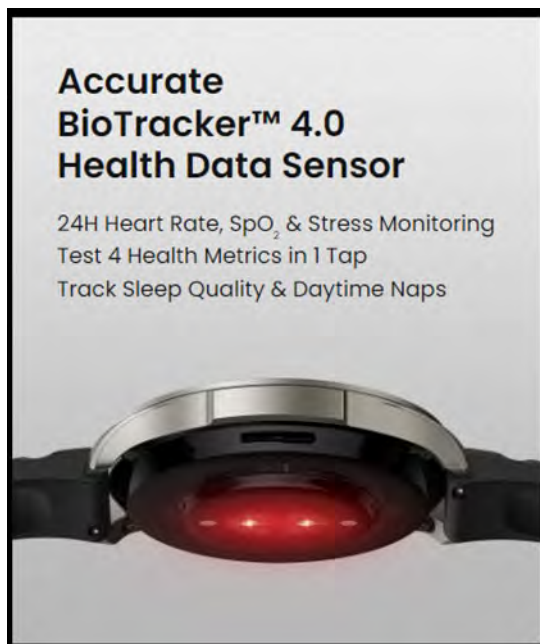 Accurate
BioTracker™ 4.0
Health Data Sensor
24H Heart Rate, SpO₂ & Stress Monitoring
Test 4 Health Metrics in 1 Tap
Track Sleep Quality & Daytime Naps